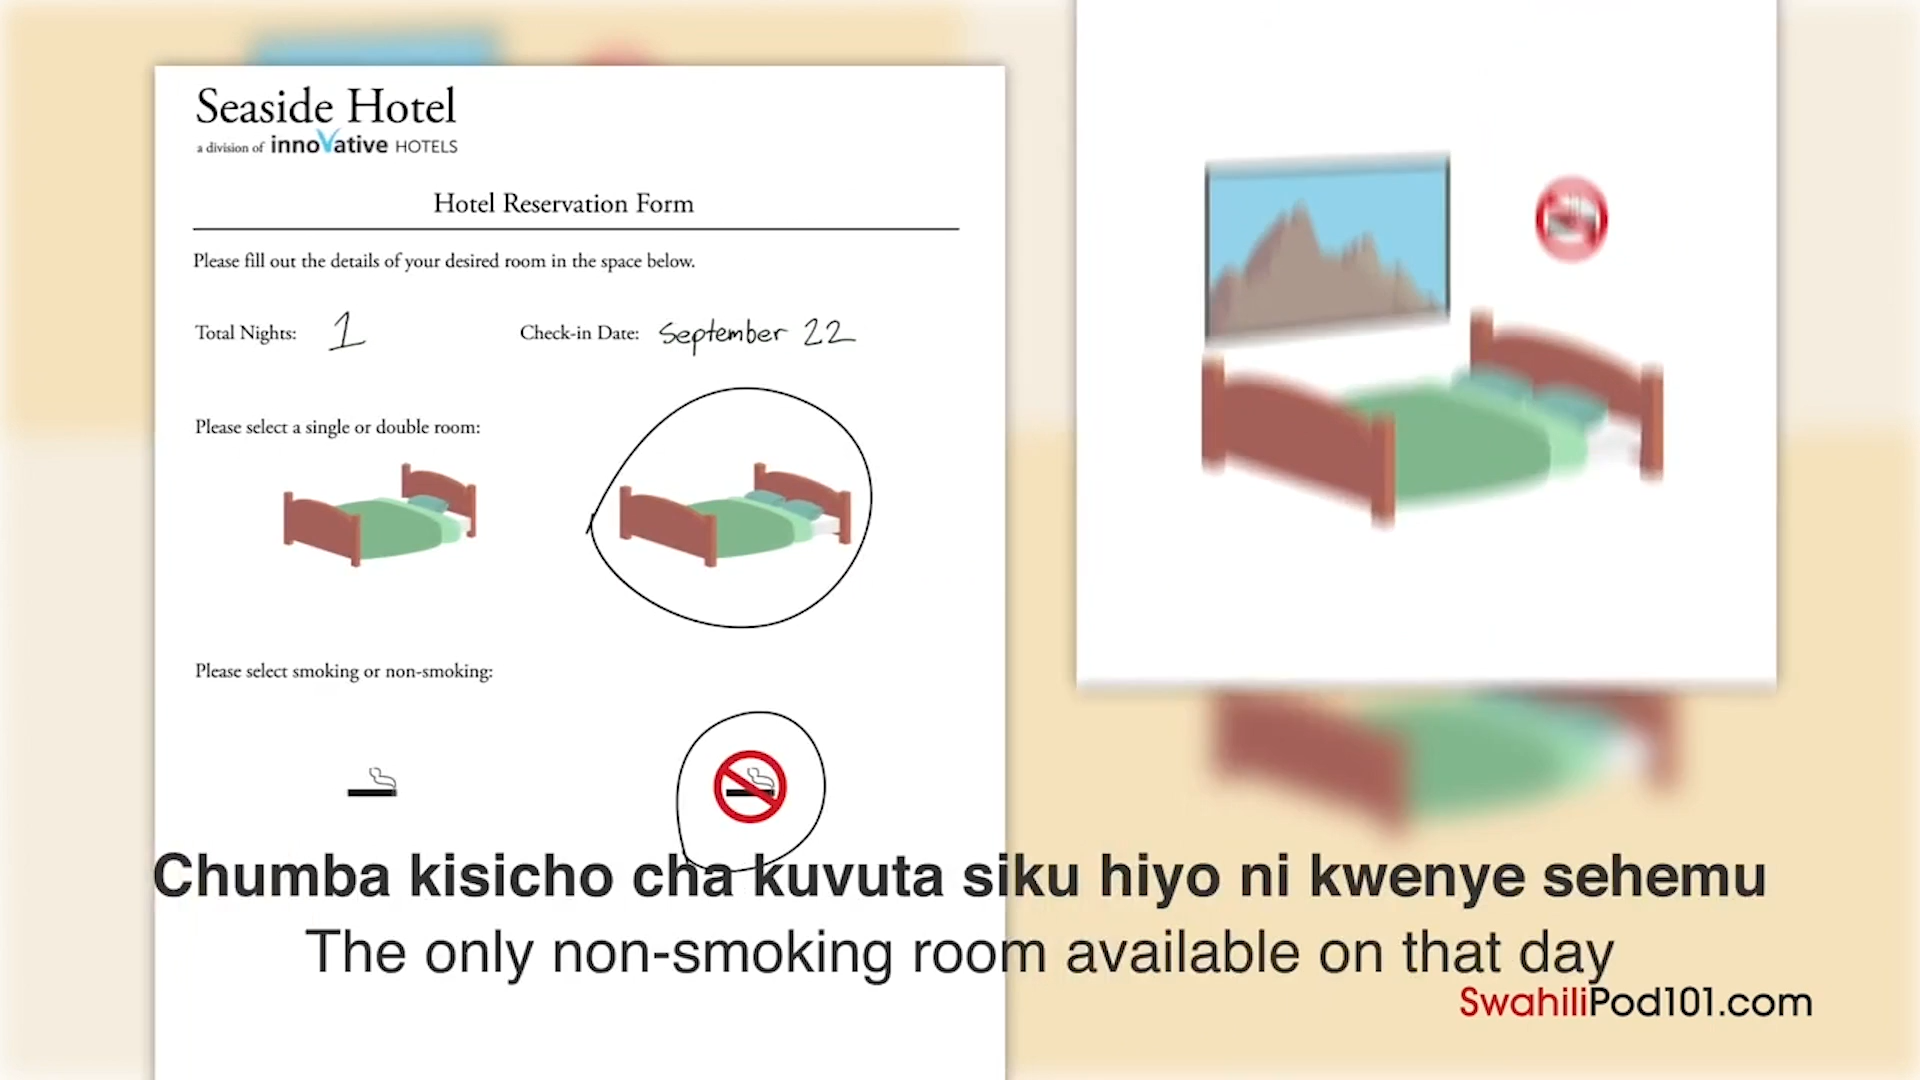 Seaside Hotel
a division of innovative HOTELS
Hotel Reservation Form
Please fill out the details of your desired room in the space below.
Total Nights: 1 Check-in Date: September 22
Please select a single or double room:
Please select smoking or non-smoking:
Chumba kisicho cha kuvuta siku hiyo ni kwenye sehemu
The only non-smoking room available on that day
SwahiliPod101.com